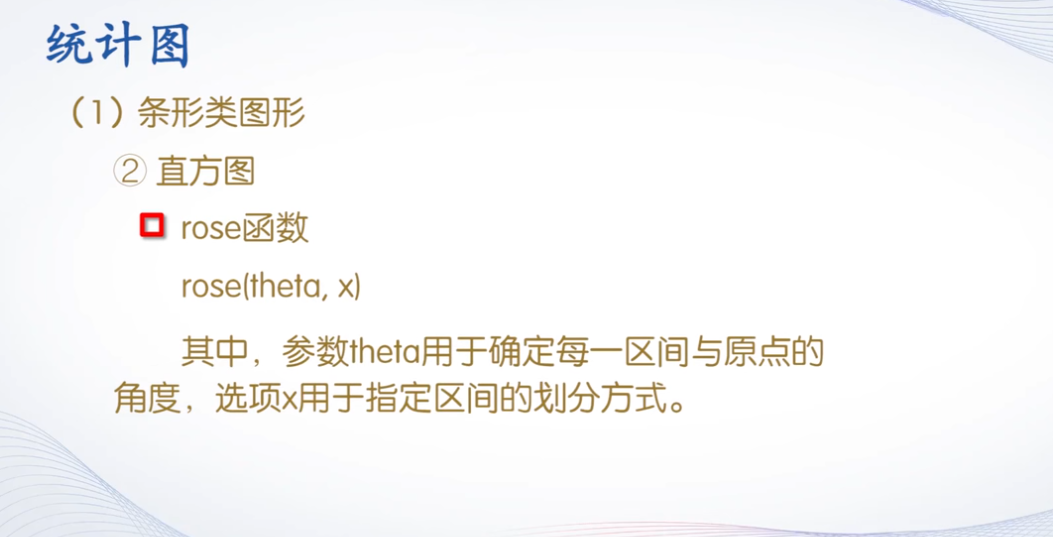 统计图
（1）条形类图形
② 直方图
rose函数
rose(theta, x)
其中，参数theta用于确定每一区间与原点的
角度，选项x用于指定区间的划分方式。